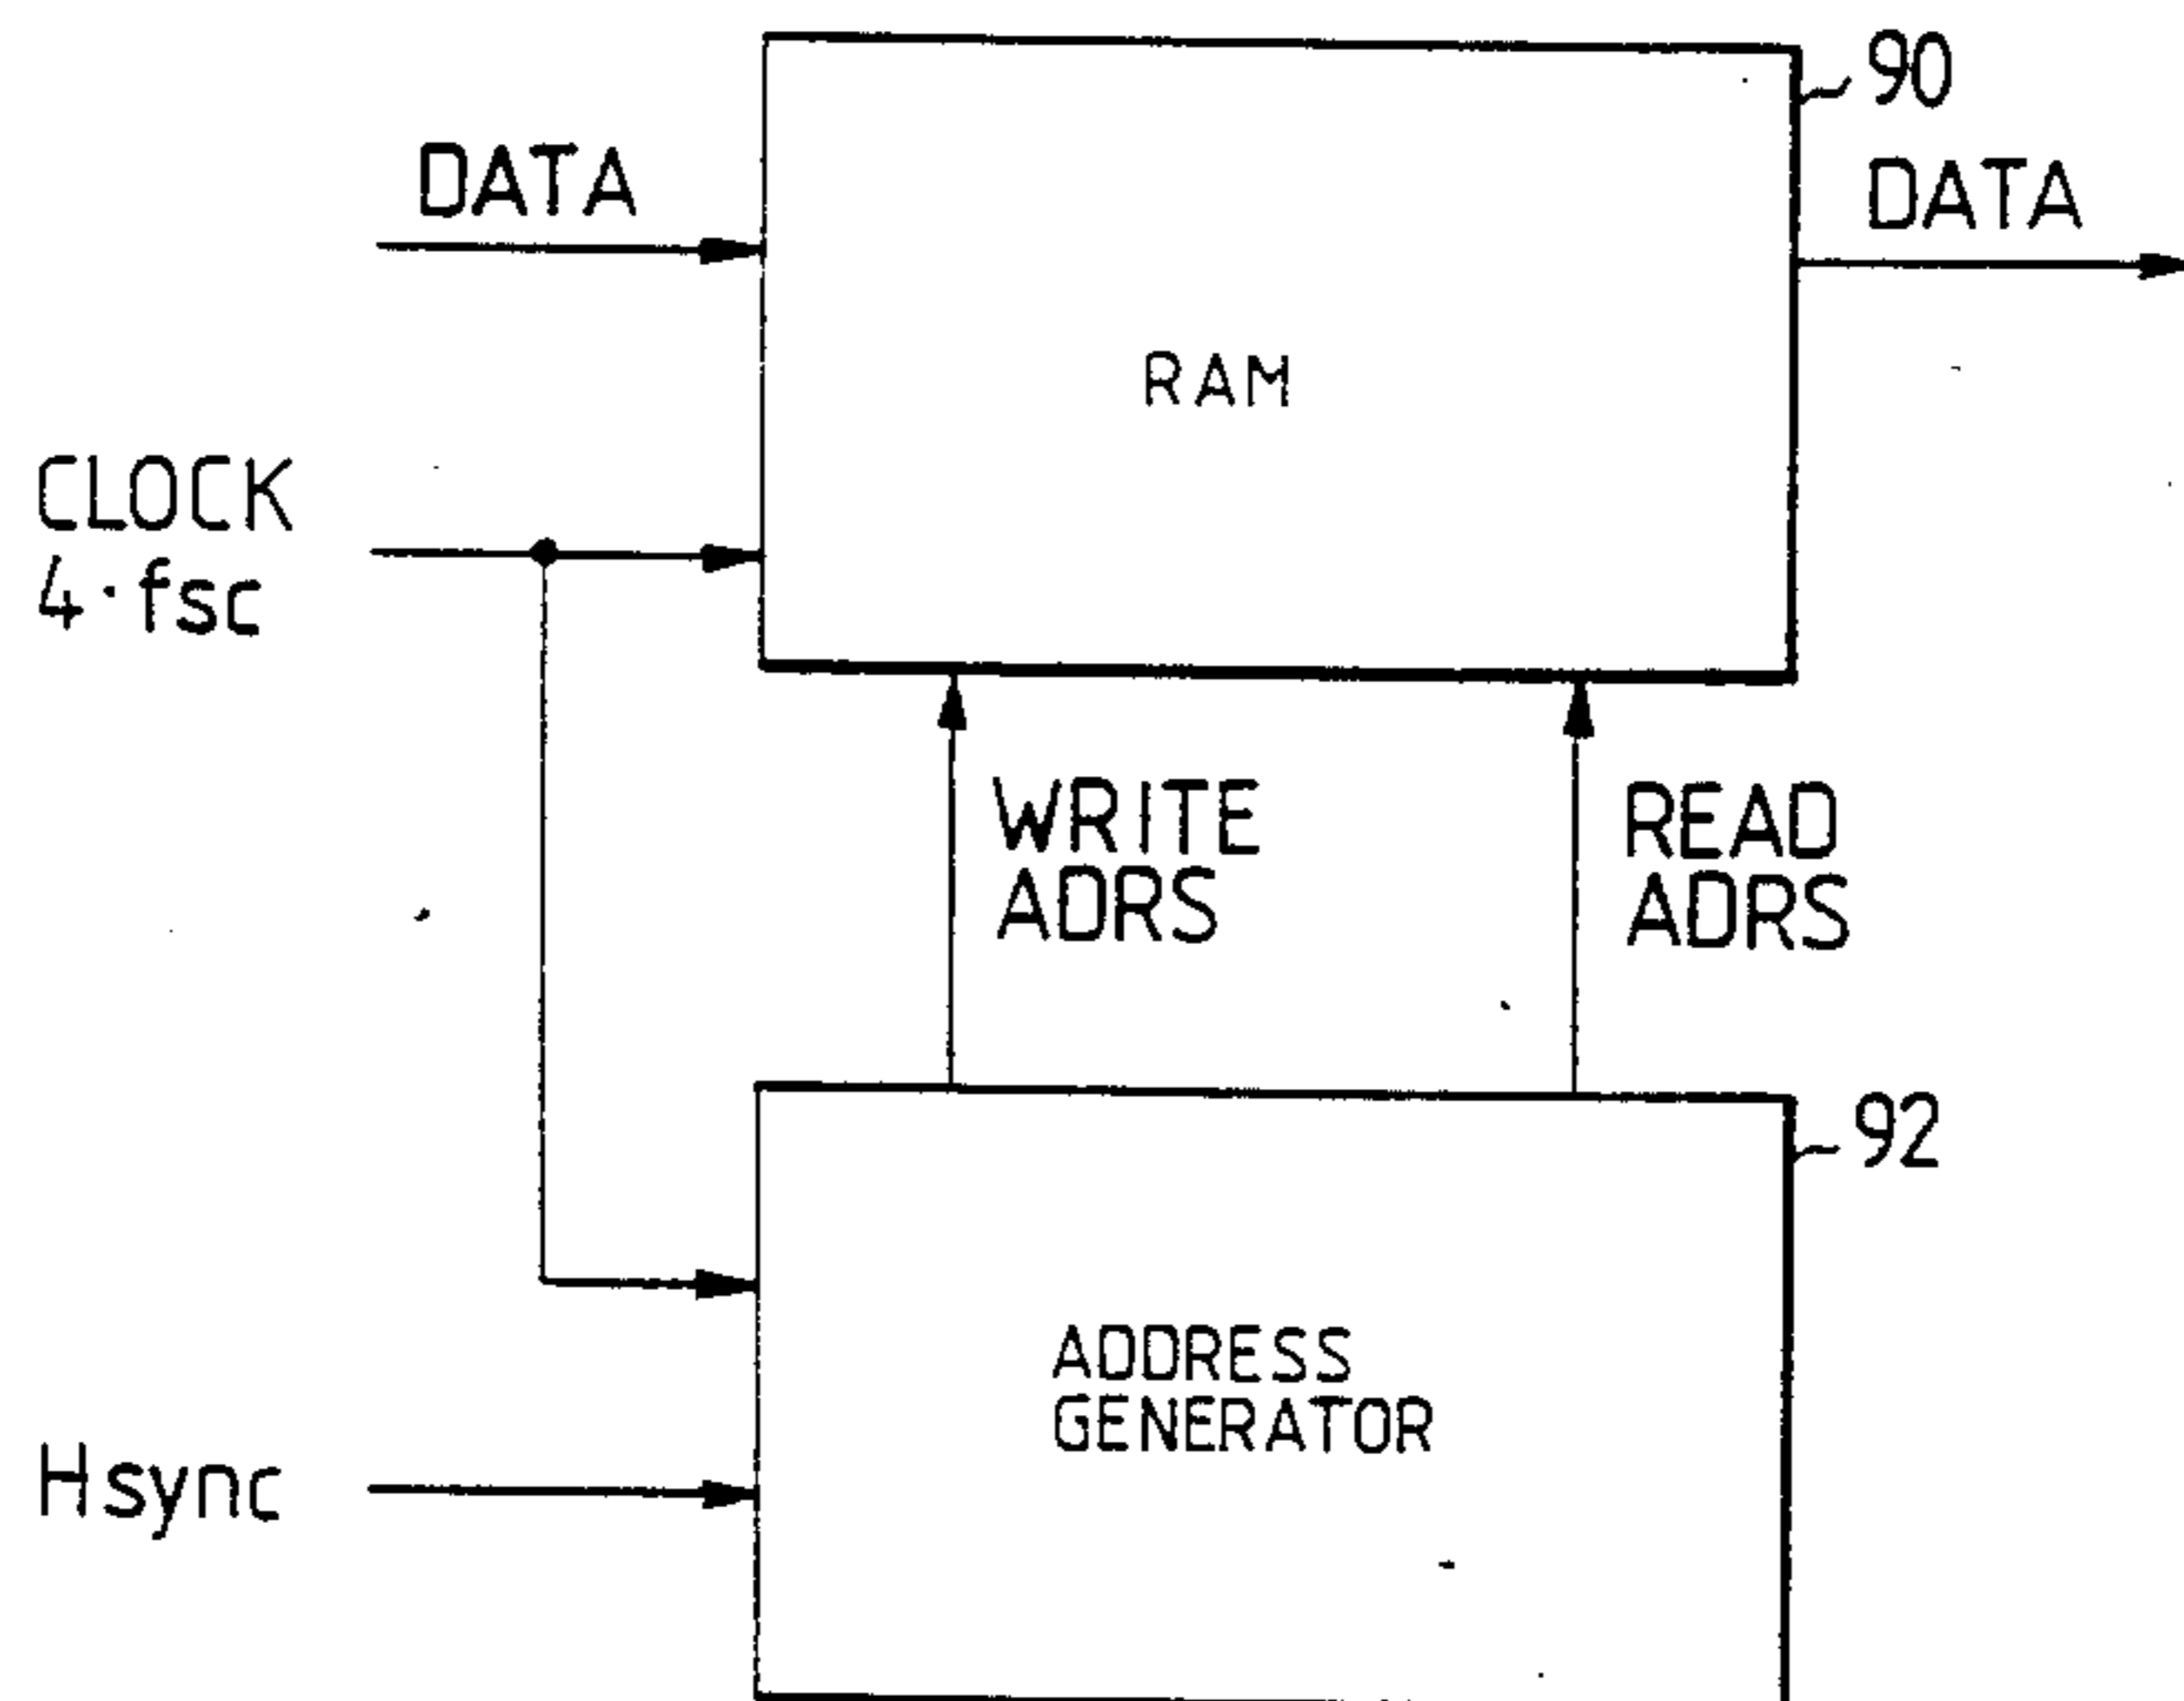 90
DATA
DATA
RAM
CLOCK
4·fsc
WRITE
ADRS
READ
ADRS
92
ADDRESS
GENERATOR
Hsync